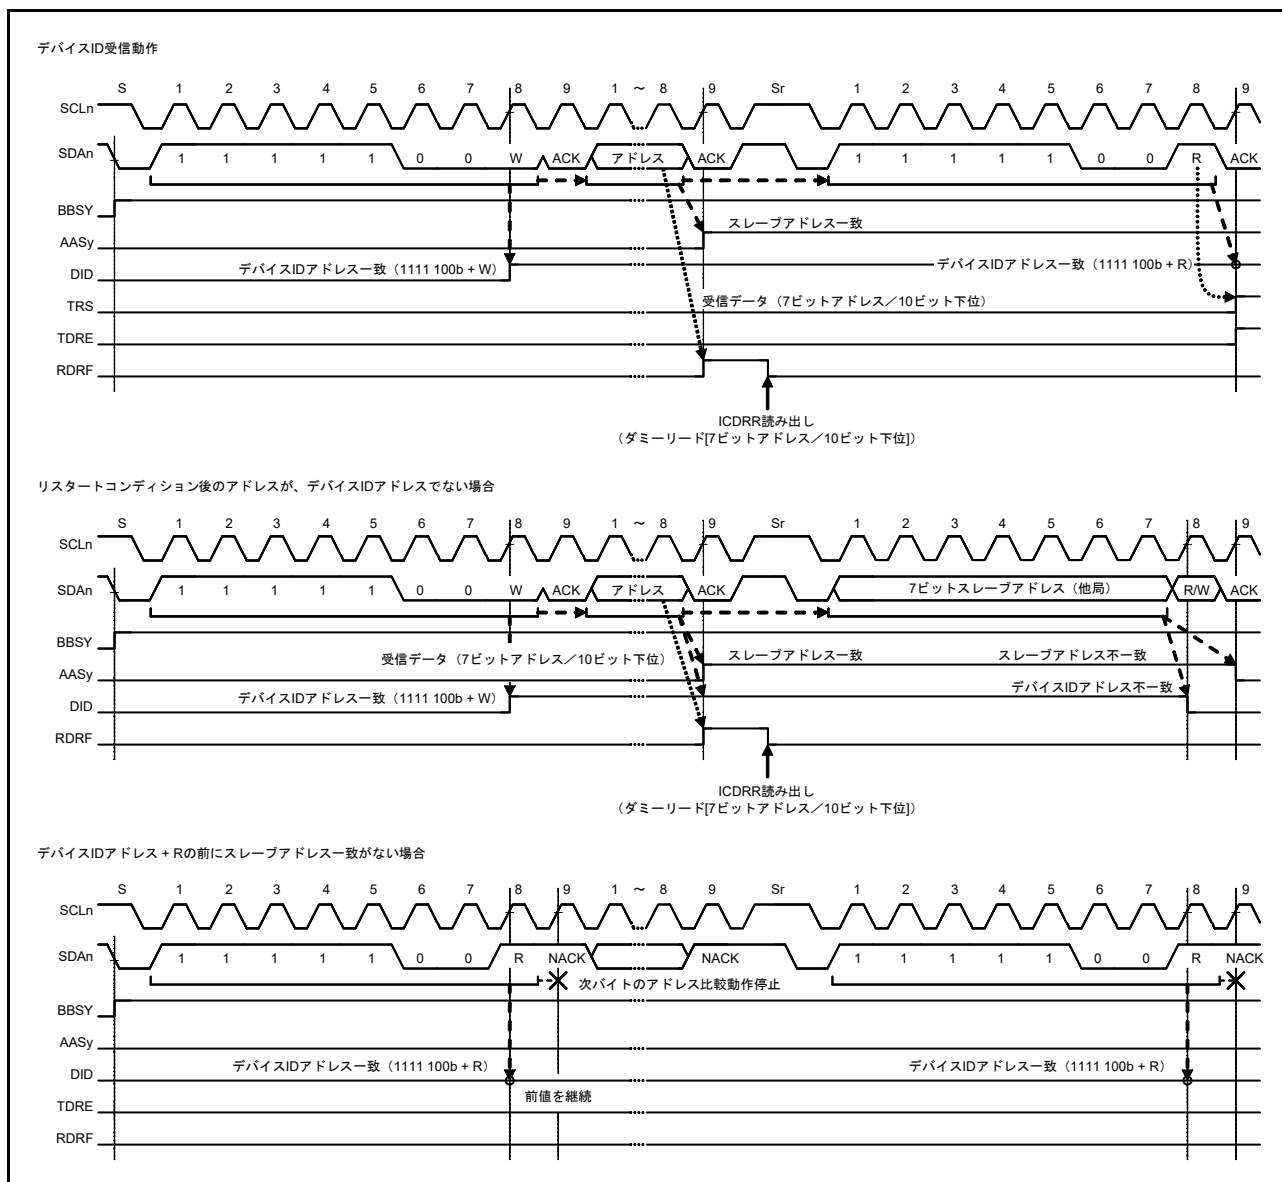 デバイスID受信動作
S 1 2 3 4 5 6 7 8 9 1 ～ 8 9 Sr 1 2 3 4 5 6 7 8 9
SCLn
SDAn 1 1 1 1 1 0 0 W ACK アドレス ACK 1 1 1 1 1 0 0 R ACK
BBSY
スレーブアドレス一致
AASy
デバイスIDアドレス一致（1111 100b + W） デバイスIDアドレス一致（1111 100b + R）
DID
受信データ（7ビットアドレス／10ビット下位）
TRS
TDRE
RDRF
ICDRR読み出し
（ダミーリード[7ビットアドレス／10ビット下位]）
リスタートコンディション後のアドレスが、デバイスIDアドレスでない場合
S 1 2 3 4 5 6 7 8 9 1 ～ 8 9 Sr 1 2 3 4 5 6 7 8 9
SCLn
SDAn 1 1 1 1 1 0 0 W ACK アドレス ACK 7ビットスレーブアドレス（他局） R/W ACK
BBSY
受信データ（7ビットアドレス／10ビット下位） スレーブアドレス一致 スレーブアドレス不一致
AASy
デバイスIDアドレス一致（1111 100b + W） デバイスIDアドレス不一致
DID
RDRF
ICDRR読み出し
（ダミーリード[7ビットアドレス／10ビット下位]）
デバイスIDアドレス + Rの前にスレーブアドレス一致がない場合
S 1 2 3 4 5 6 7 8 9 1 ～ 8 9 Sr 1 2 3 4 5 6 7 8 9
SCLn
SDAn 1 1 1 1 1 0 0 R NACK NACK 1 1 1 1 1 0 0 R NACK
次バイトのアドレス比較動作停止
BBSY
AASy
デバイスIDアドレス一致（1111 100b + R） デバイスIDアドレス一致（1111 100b + R）
DID
前値を継続
TDRE
RDRF